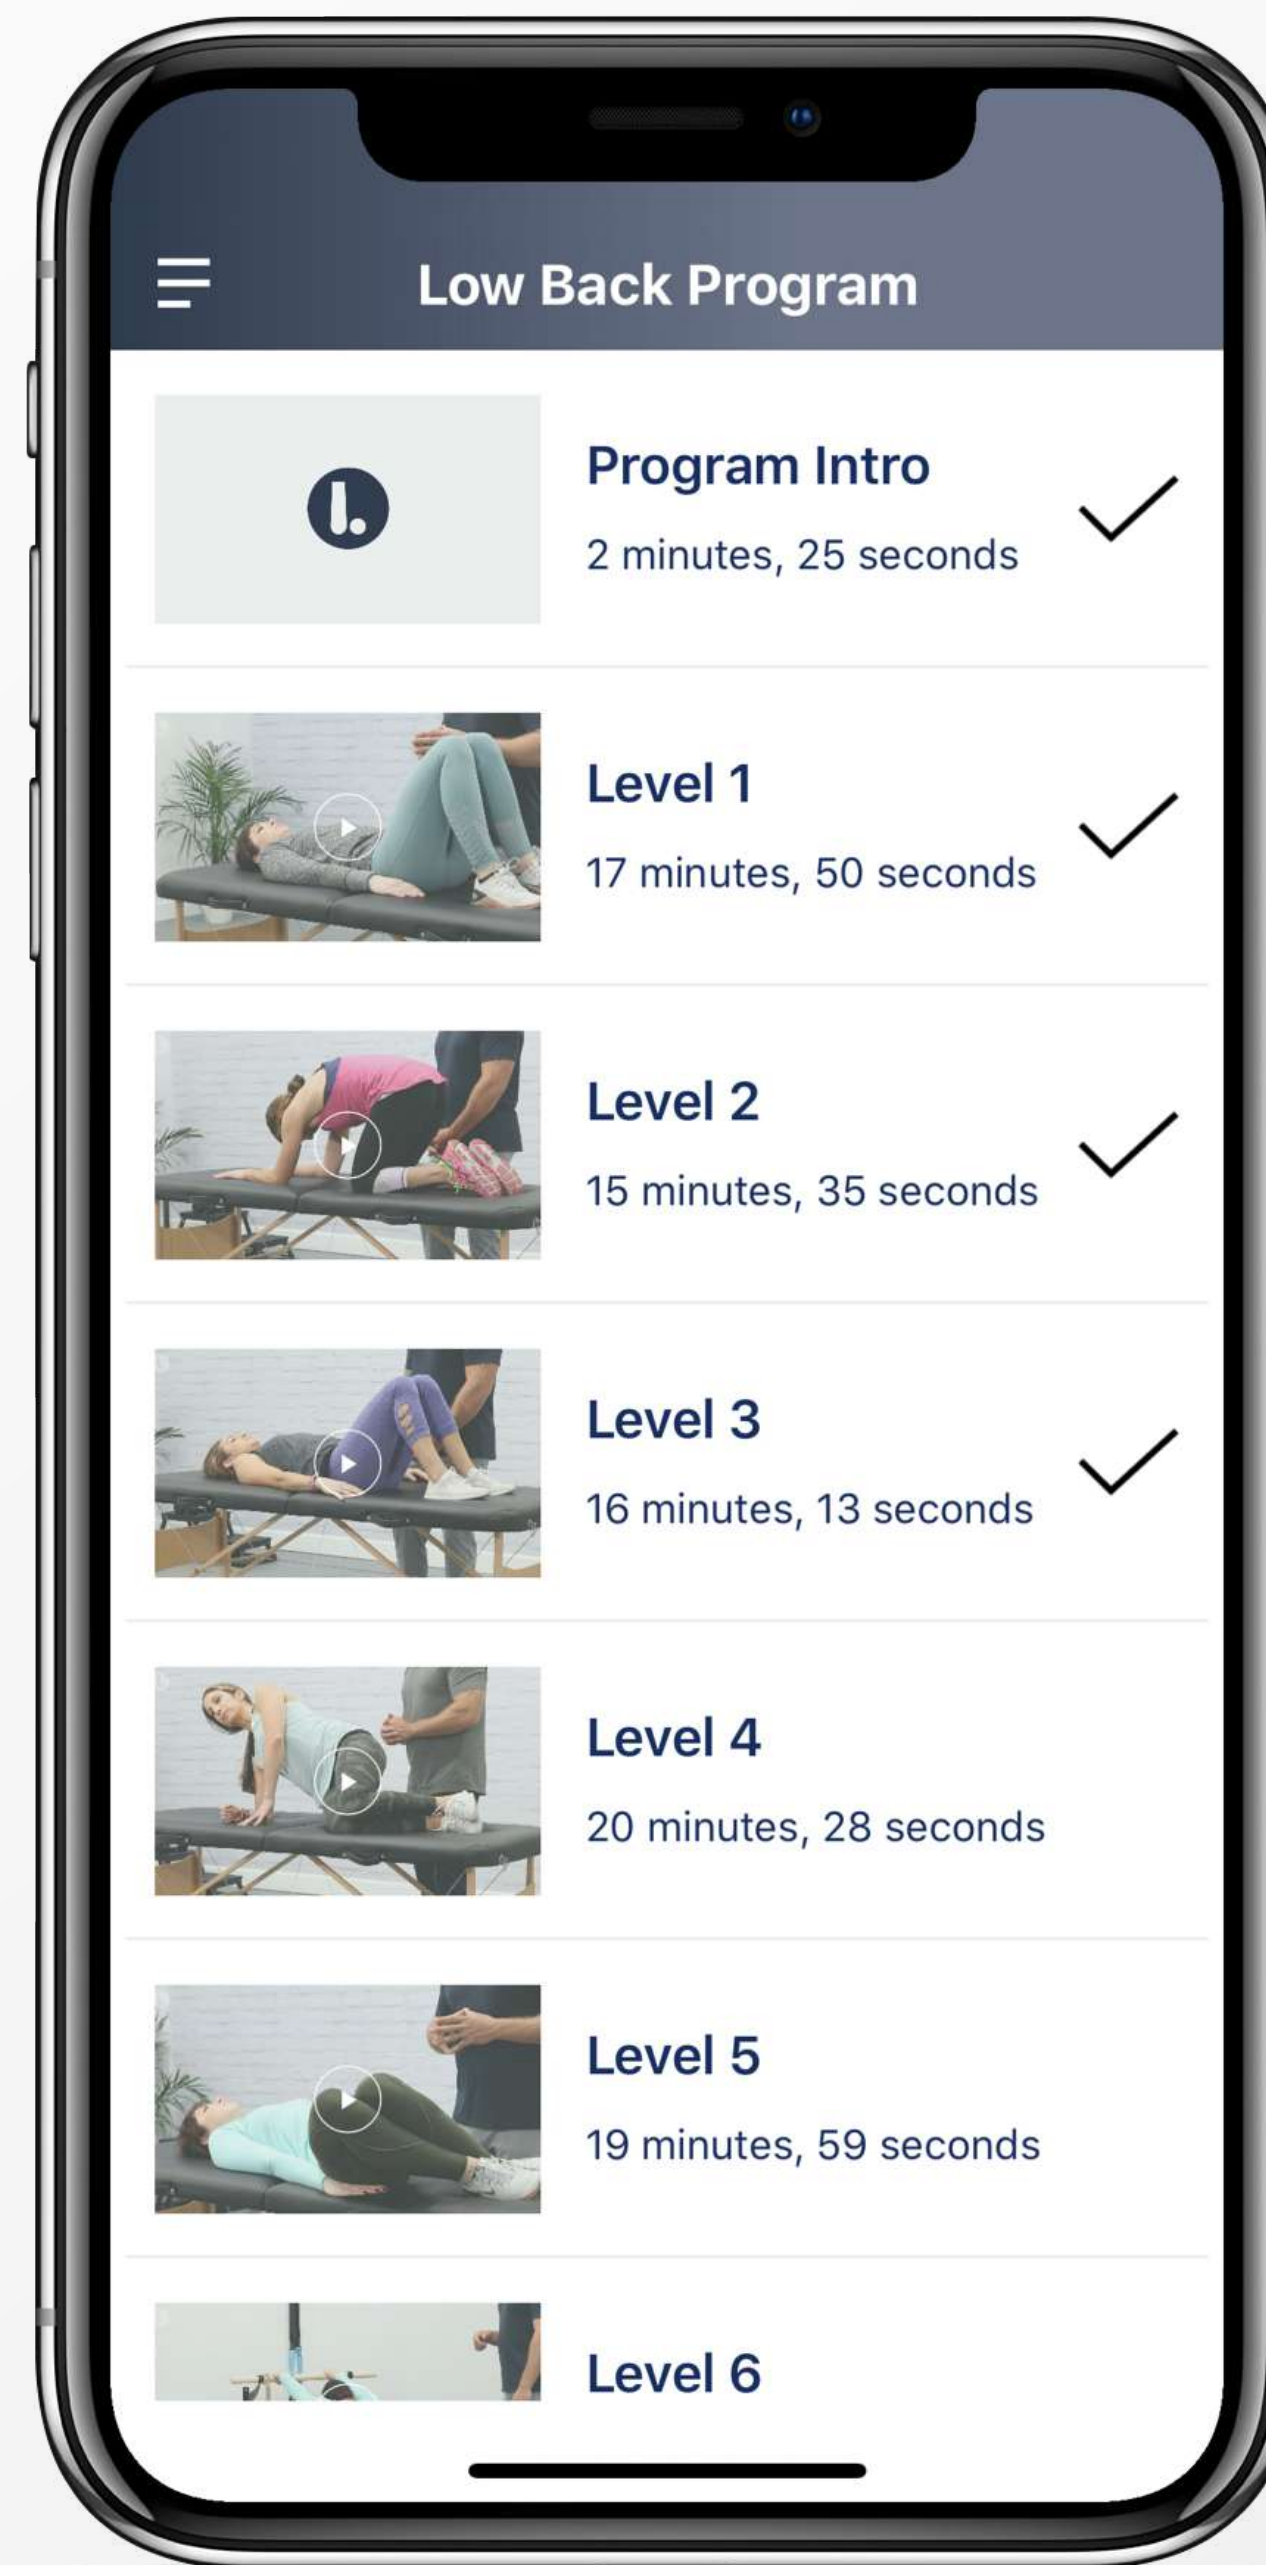 Low Back Program
Program Intro
2 minutes, 25 seconds
Level 1
17 minutes, 50 seconds
Level 2
15 minutes, 35 seconds
Level 3
16 minutes, 13 seconds
Level 4
20 minutes, 28 seconds
Level 5
19 minutes, 59 seconds
Level 6